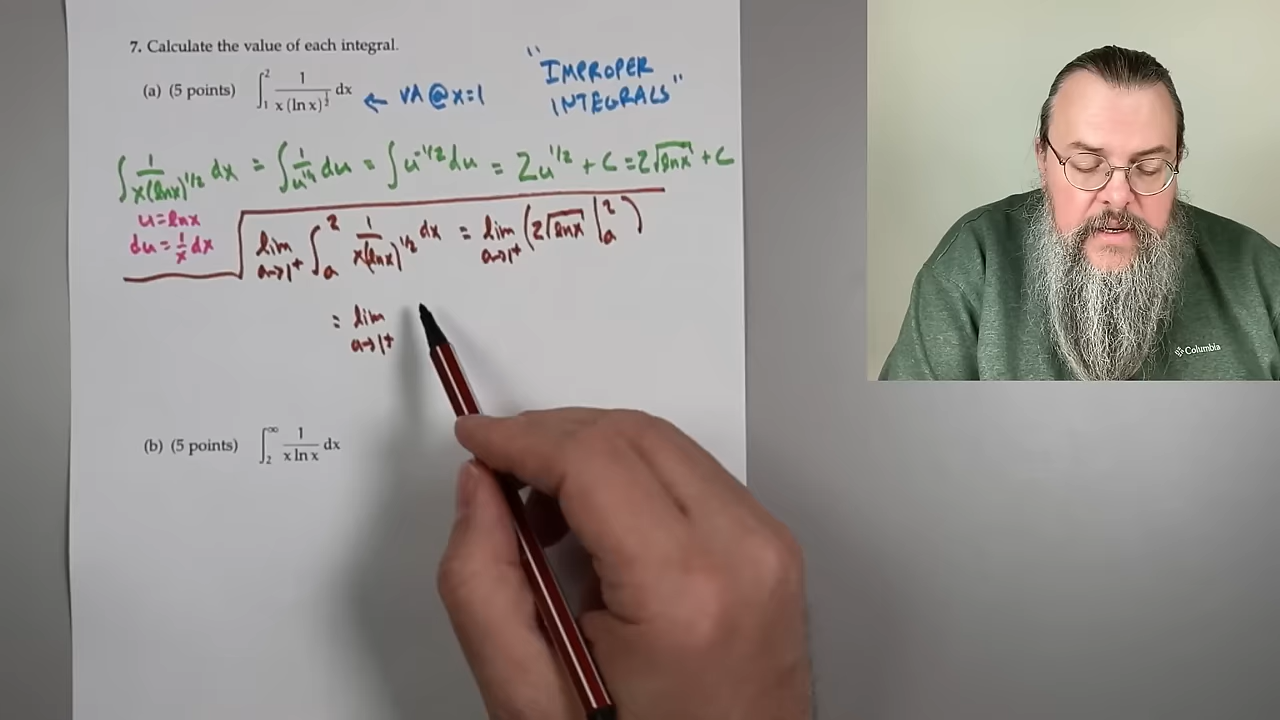 7. Calculate the value of each integral.
(a) (5 points) ∫₁² 1/(x (ln x)^½) dx ← VA @ x=1
"IMPROPER
INTEGRALS"
∫ 1/(x(lnx)^1/2) dx = ∫ 1/u^½ du = ∫ u^-1/2 du = 2u^1/2 + C = 2√lnx + C
u = lnx
du = 1/x dx
lim a→1⁺ ∫ₐ² 1/(x(lnx)^1/2) dx = lim a→1⁺ (2√lnx |ₐ²)
= lim a→1⁺
(b) (5 points) ∫₂^∞ 1/(x ln x) dx
Columbia